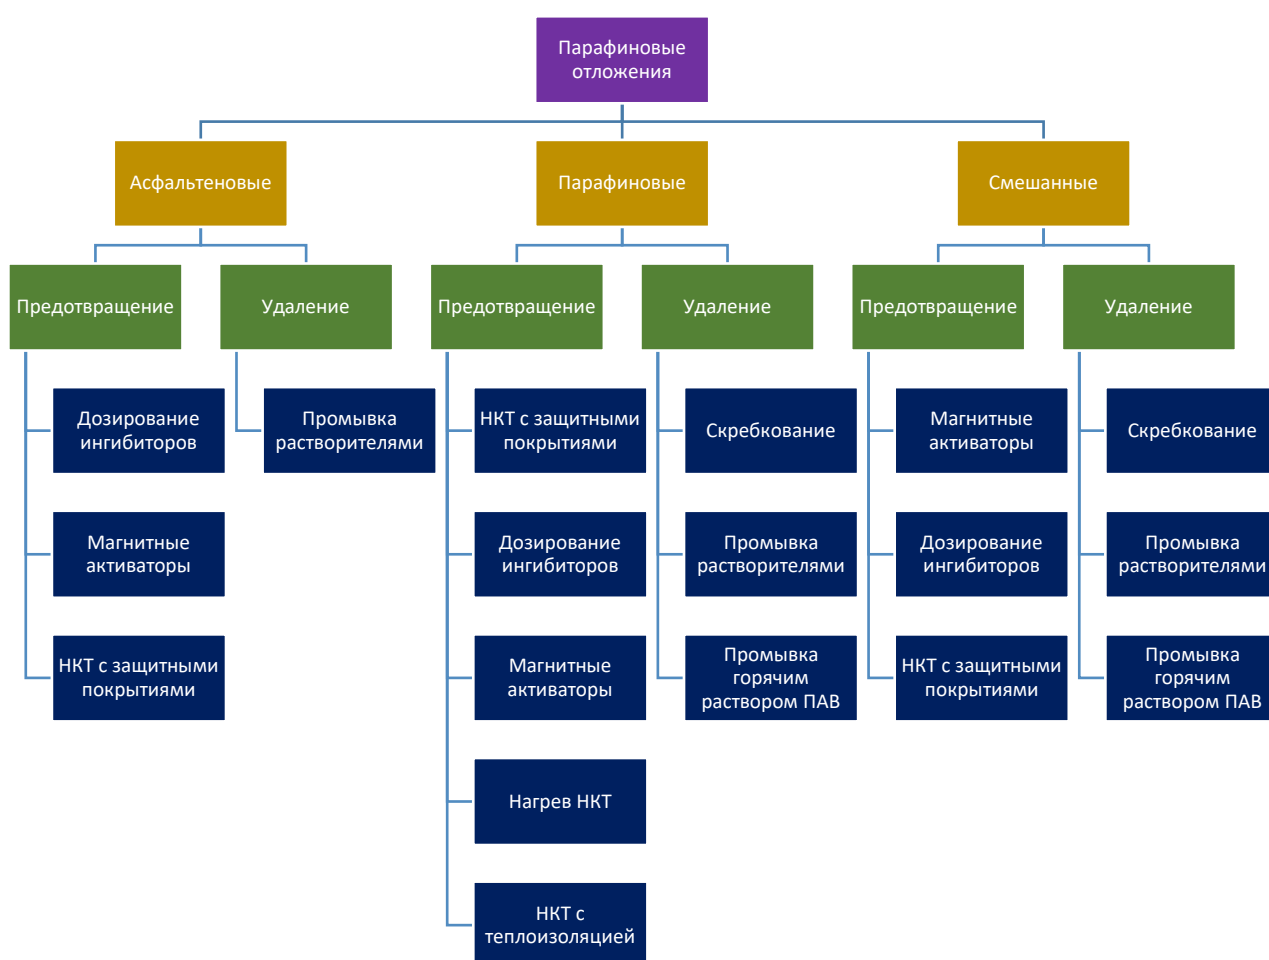 Парафиновые
отложения
Асфальтеновые
Парафиновые
Смешанные
Предотвращение
Удаление
Предотвращение
Удаление
Предотвращение
Удаление
Дозирование
ингибиторов
Магнитные
активаторы
НКТ с защитными
покрытиями
Промывка
растворителями
НКТ с защитными
покрытиями
Дозирование
ингибиторов
Магнитные
активаторы
Нагрев НКТ
НКТ с
теплоизоляцией
Скребкование
Промывка
растворителями
Промывка
горячим
раствором ПАВ
Магнитные
активаторы
Дозирование
ингибиторов
НКТ с защитными
покрытиями
Скребкование
Промывка
растворителями
Промывка
горячим
раствором ПАВ